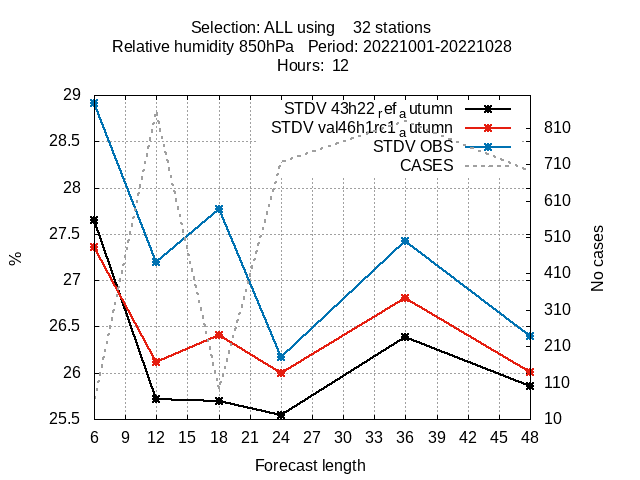 Selection: ALL using    32 stations
Relative humidity 850hPa   Period: 20221001-20221028
Hours:  12
STDV 43h22ref_autumn
STDV val46h1rc1_autumn
STDV OBS
CASES
29
28.5
28
27.5
27
26.5
26
25.5
%
810
710
610
510
410
310
210
110
10
No cases
6 9 12 15 18 21 24 27 30 33 36 39 42 45 48
Forecast length